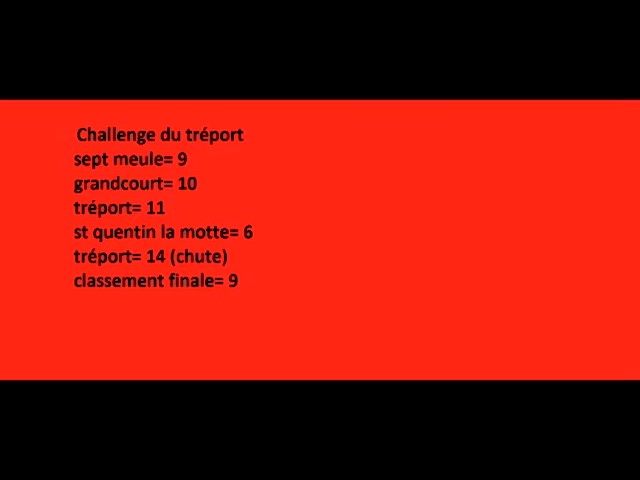 Challenge du tréport
sept meule= 9
grandcourt= 10
tréport= 11
st quentin la motte= 6
tréport= 14 (chute)
classement finale= 9